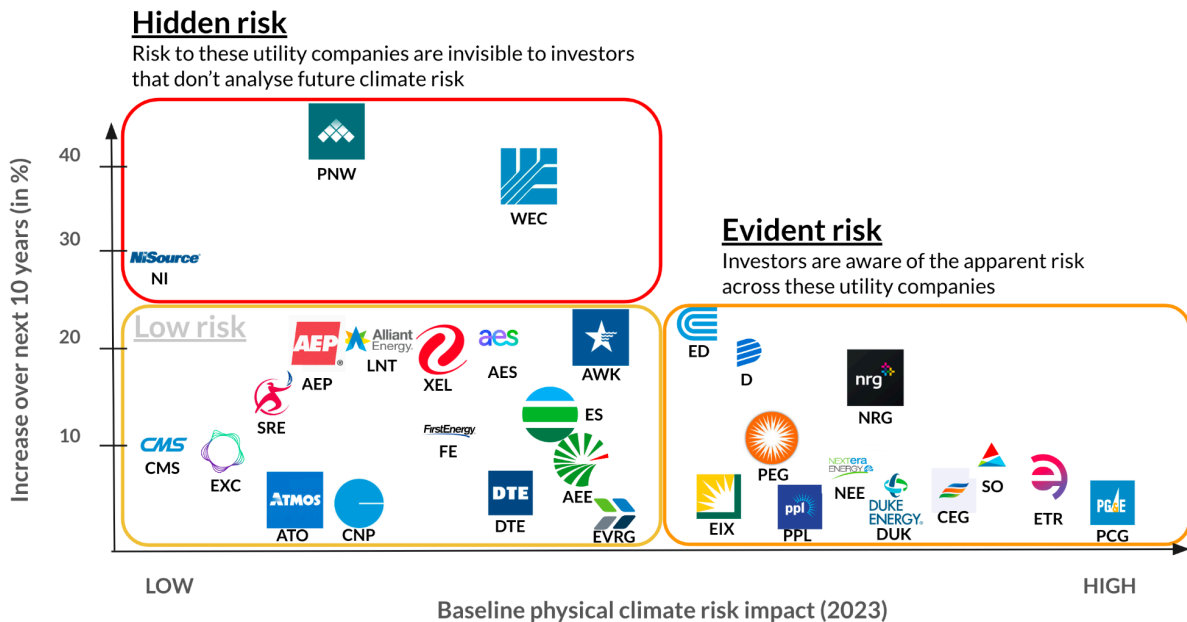 Hidden risk
Risk to these utility companies are invisible to investors
that don’t analyse future climate risk
Increase over next 10 years (in %)
40
30
20
10
PNW
WEC
NiSource
NI
Evident risk
Investors are aware of the apparent risk
across these utility companies
Low risk
AEP
AEP
Alliant
Energy
LNT
XEL
aes
AES
AWK
SRE
ES
FirstEnergy
FE
CMS
CMS
EXC
AEE
ATMOS
ATO
CNP
DTE
DTE
EVRG
ED
D
nrg
NRG
PEG
NEXTERA
ENERGY
NEE
SO
EIX
ppl
PPL
DUKE
ENERGY
DUK
CEG
ETR
PG&E
PCG
LOW
HIGH
Baseline physical climate risk impact (2023)